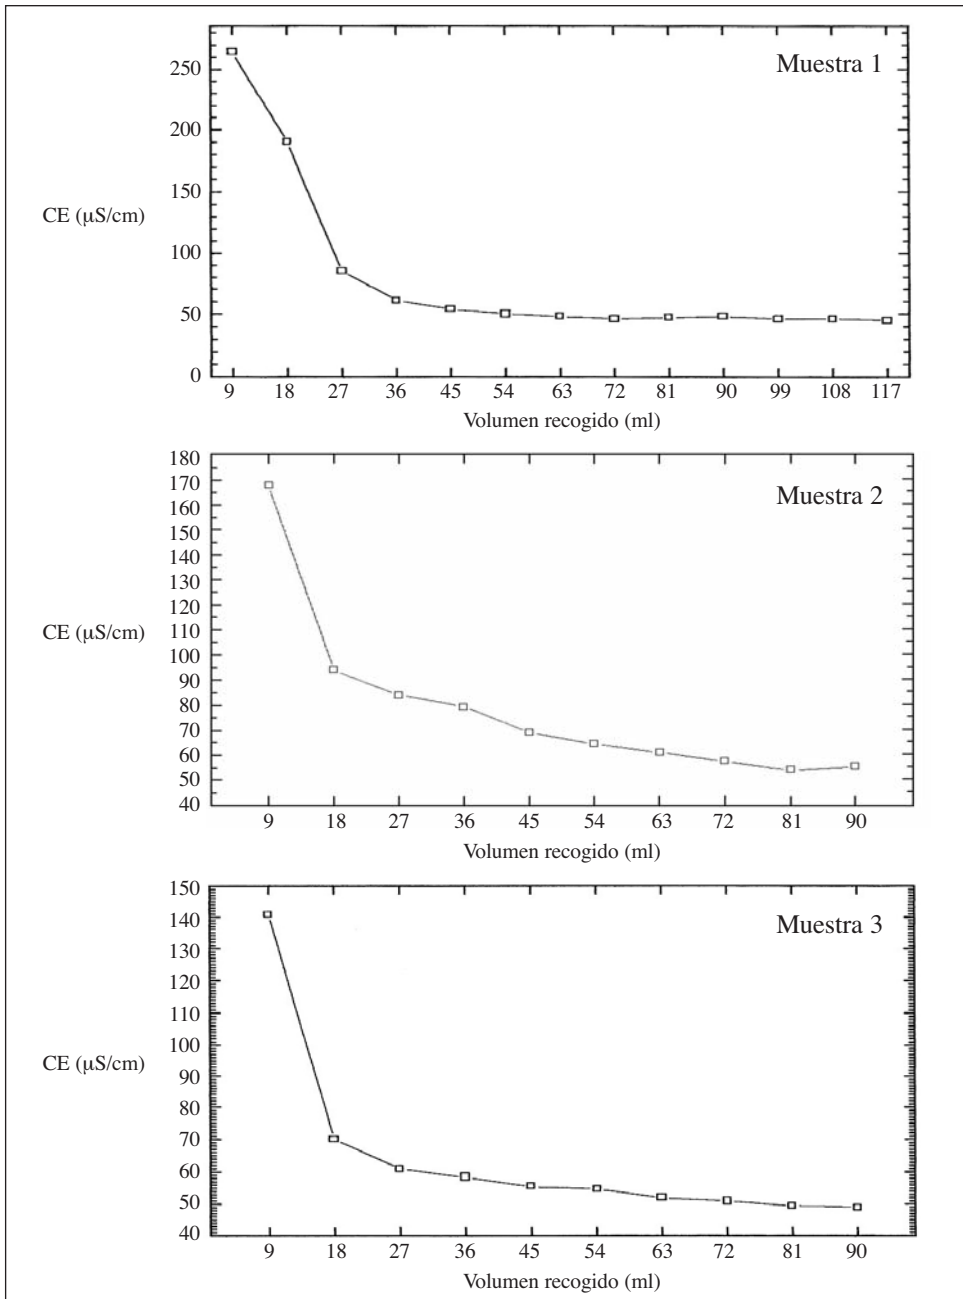 Muestra 1
250
200
150
100
50
0
CE (µS/cm)
9 18 27 36 45 54 63 72 81 90 99 108 117
Volumen recogido (ml)
Muestra 2
180
170
160
150
140
130
120
110
100
90
80
70
60
50
40
CE (µS/cm)
9 18 27 36 45 54 63 72 81 90
Volumen recogido (ml)
Muestra 3
150
140
130
120
110
100
90
80
70
60
50
40
CE (µS/cm)
9 18 27 36 45 54 63 72 81 90
Volumen recogido (ml)